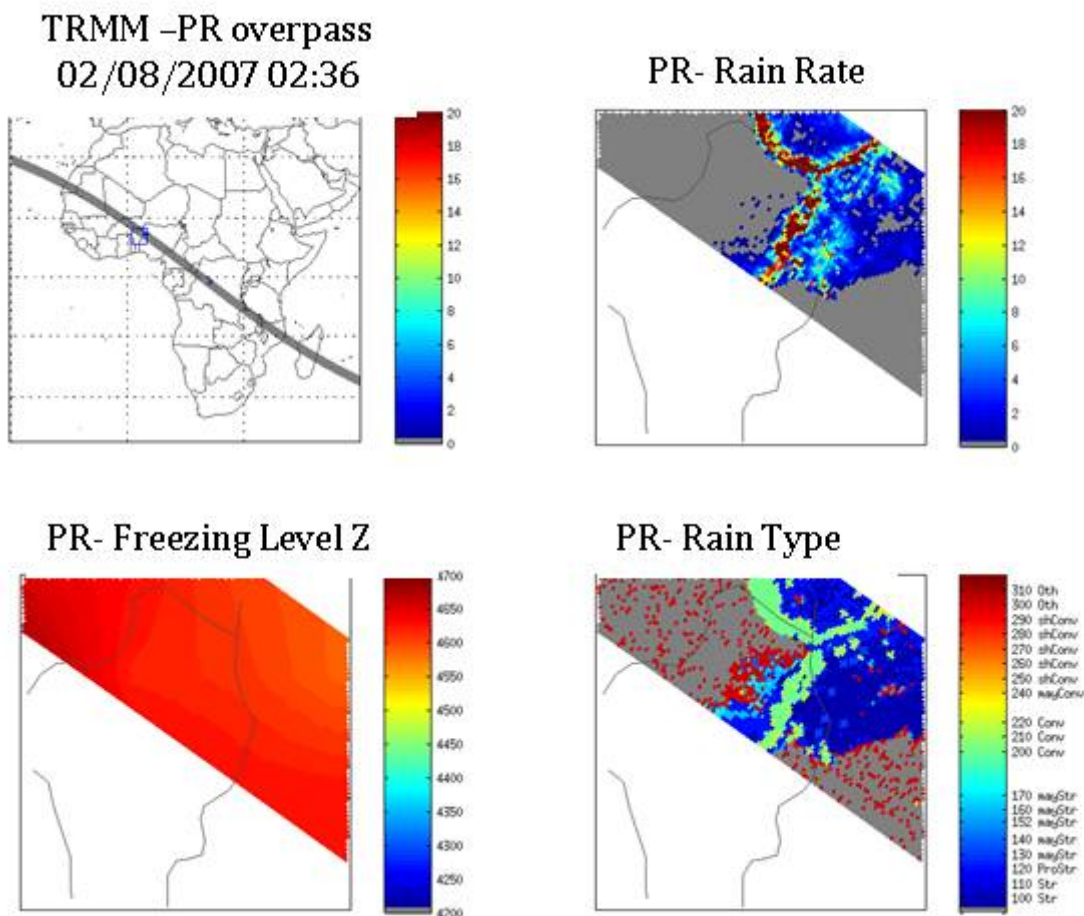 TRMM –PR overpass
02/08/2007 02:36
20
18
16
14
12
10
8
6
4
2
0
PR- Rain Rate
20
18
16
14
12
10
8
6
4
2
0
PR- Freezing Level Z
4700
4650
4600
4550
4500
4450
4400
4350
4300
4250
4200
PR- Rain Type
310 Oth
300 Oth
290 shConv
280 shConv
270 shConv
260 shConv
250 shConv
240 mayConv
220 Conv
210 Conv
200 Conv
170 mayStr
160 mayStr
152 mayStr
140 mayStr
130 mayStr
120 ProStr
110 Str
100 Str